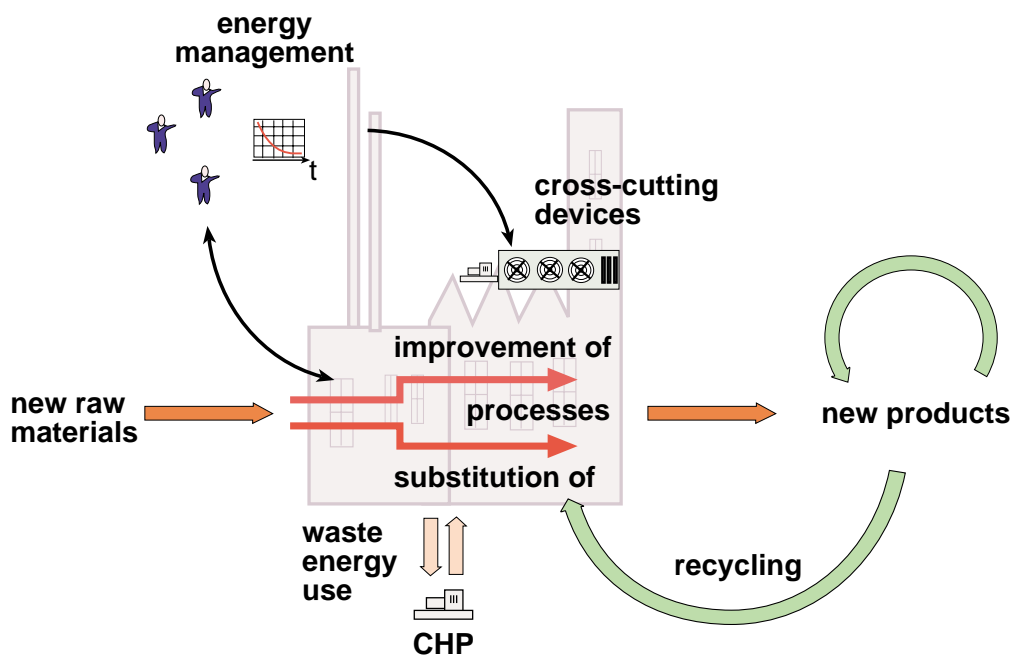 energy
management
t
cross-cutting
devices
improvement of
new raw
materials
processes
new products
substitution of
waste
energy
use
recycling
CHP